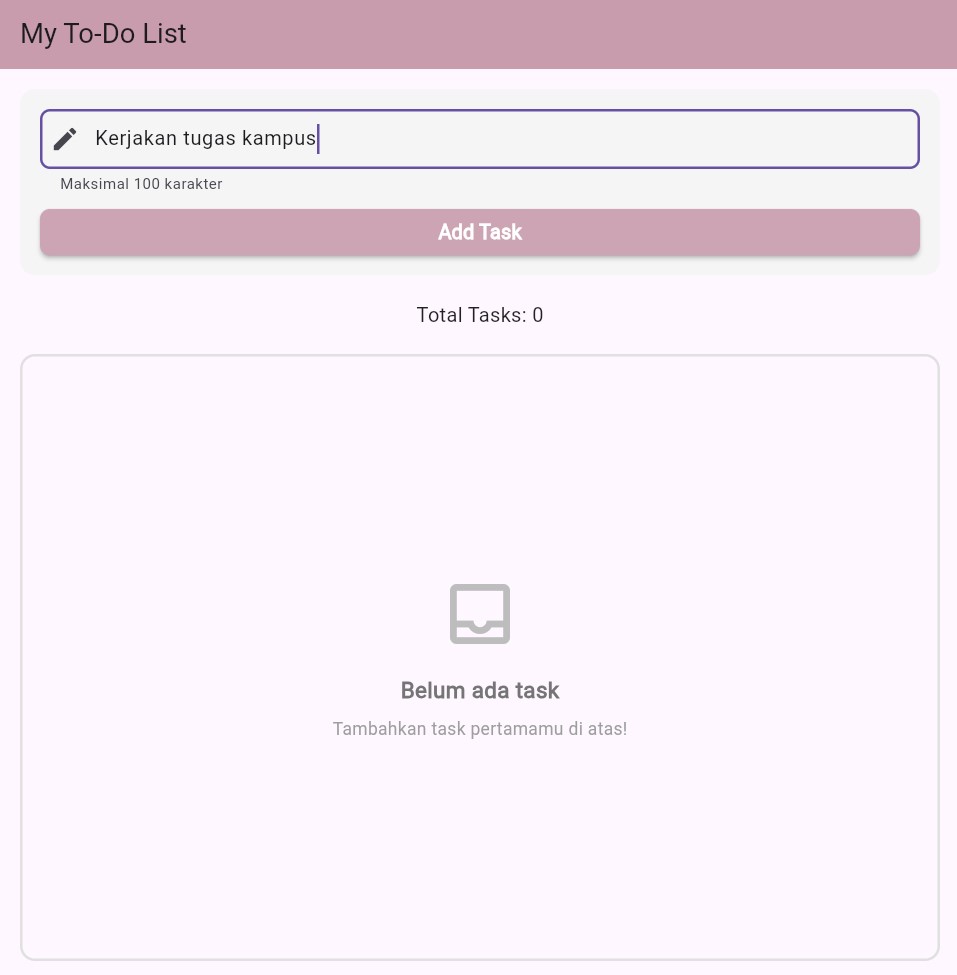 My To-Do List
Kerjakan tugas kampus
Maksimal 100 karakter
Add Task
Total Tasks: 0
Belum ada task
Tambahkan task pertamamu di atas!